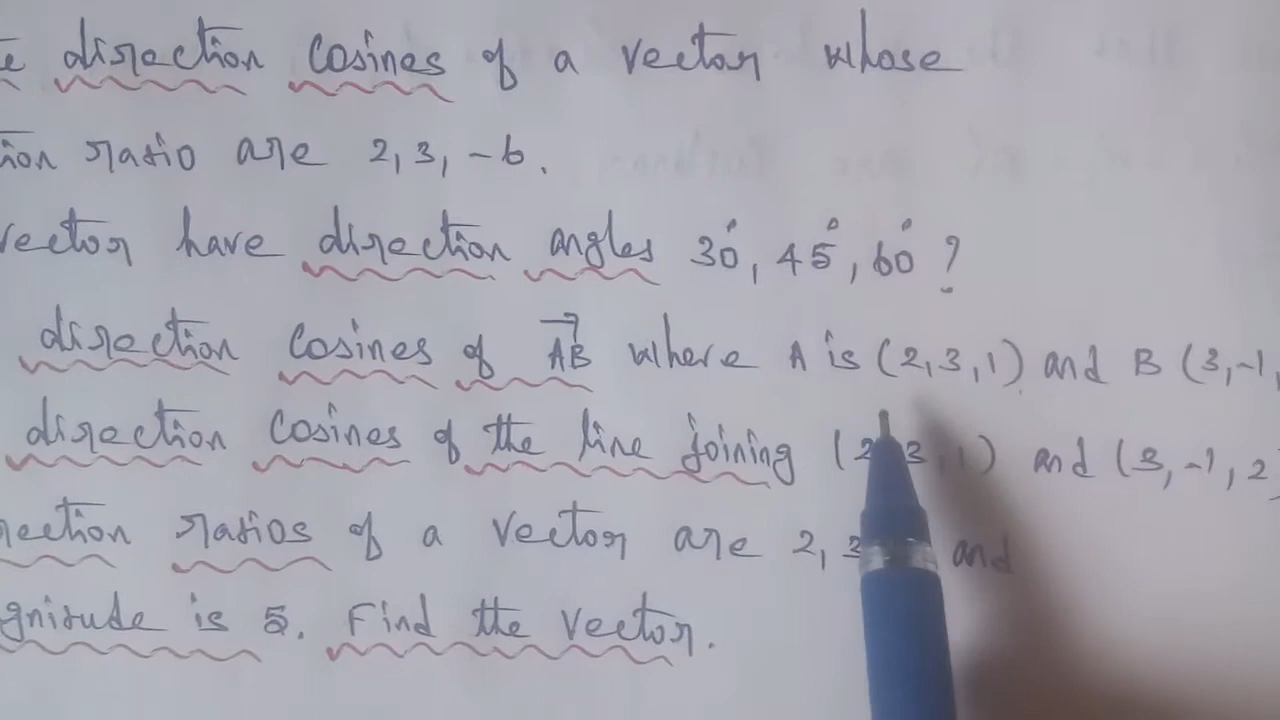 direction cosines of a vector whose
ratio are 2, 3, -6.
vector have direction angles 30°, 45°, 60° ?
direction cosines of AB where A is (2,3,1) and B (3,-1,
direction cosines of the line joining (2,3,1) and (3,-1,2)
ratios of a vector are 2, and
is 5. Find the vector.